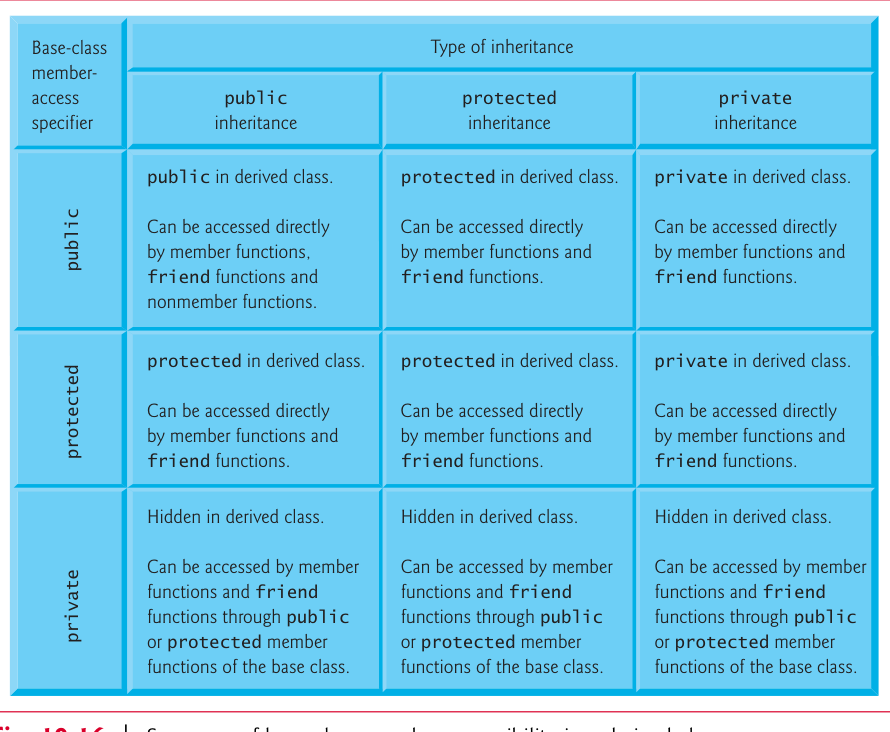 Base-class
member-
access
specifier
Type of inheritance
public
inheritance
protected
inheritance
private
inheritance
public
public in derived class.
Can be accessed directly
by member functions,
friend functions and
nonmember functions.
protected in derived class.
Can be accessed directly
by member functions and
friend functions.
private in derived class.
Can be accessed directly
by member functions and
friend functions.
protected
protected in derived class.
Can be accessed directly
by member functions and
friend functions.
protected in derived class.
Can be accessed directly
by member functions and
friend functions.
private in derived class.
Can be accessed directly
by member functions and
friend functions.
private
Hidden in derived class.
Can be accessed by member
functions and friend
functions through public
or protected member
functions of the base class.
Hidden in derived class.
Can be accessed by member
functions and friend
functions through public
or protected member
functions of the base class.
Hidden in derived class.
Can be accessed by member
functions and friend
functions through public
or protected member
functions of the base class.